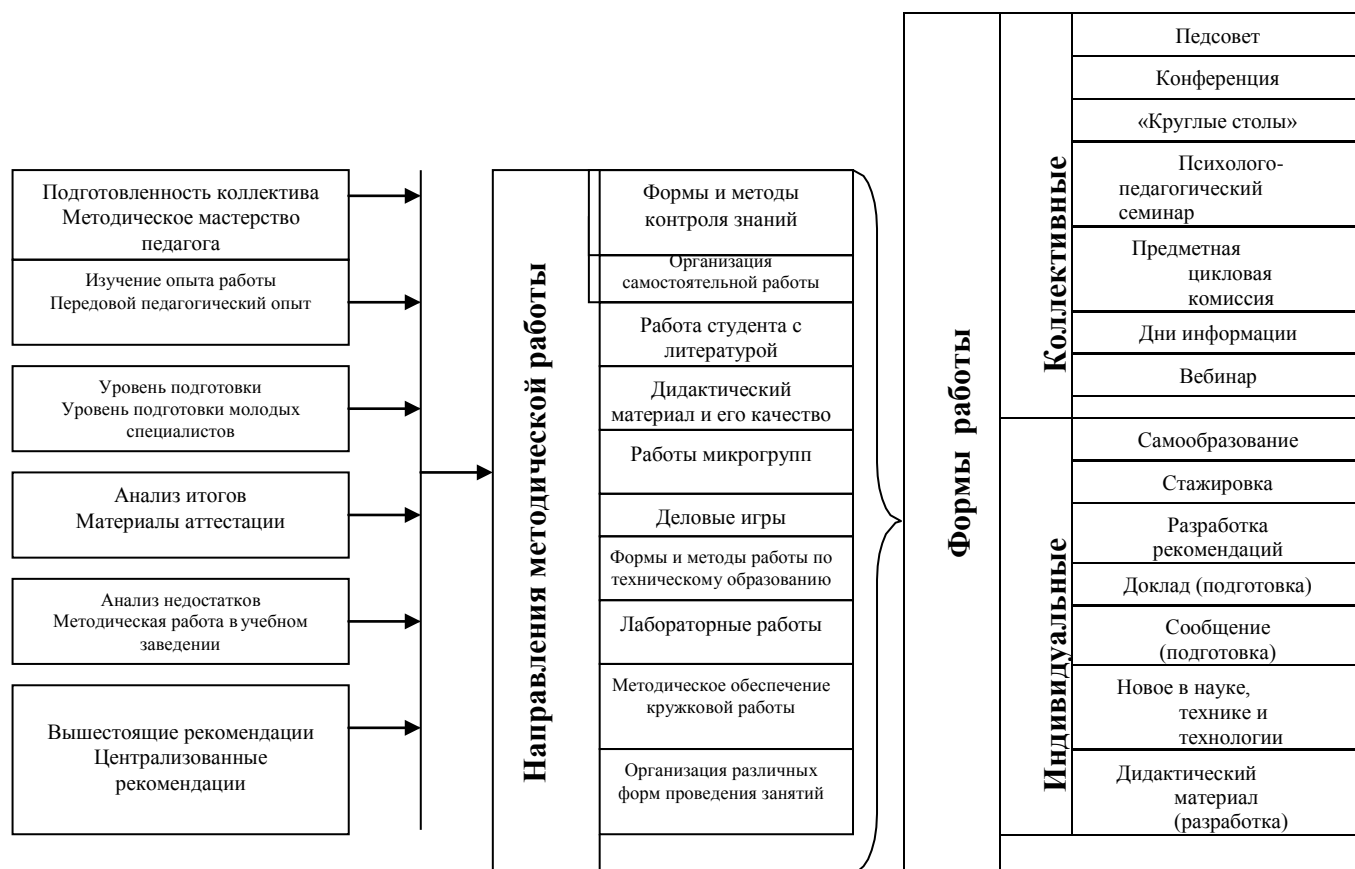 Подготовленность коллектива
Методическое мастерство
педагога
Изучение опыта работы
Передовой педагогический опыт
Уровень подготовки
Уровень подготовки молодых
специалистов
Анализ итогов
Материалы аттестации
Анализ недостатков
Методическая работа в учебном
заведении
Вышестоящие рекомендации
Централизованные
рекомендации
Направления методической работы
Формы и методы
контроля знаний
Организация
самостоятельной работы
Работа студента с
литературой
Дидактический
материал и его качество
Работы микрогрупп
Деловые игры
Формы и методы работы по
техническому образованию
Лабораторные работы
Методическое обеспечение
кружковой работы
Организация различных
форм проведения занятий
Формы работы
Коллективные
Педсовет
Конференция
«Круглые столы»
Психолого-
педагогический
семинар
Предметная
цикловая
комиссия
Дни информации
Вебинар
Индивидуальные
Самообразование
Стажировка
Разработка
рекомендаций
Доклад (подготовка)
Сообщение
(подготовка)
Новое в науке,
технике и
технологии
Дидактический
материал
(разработка)